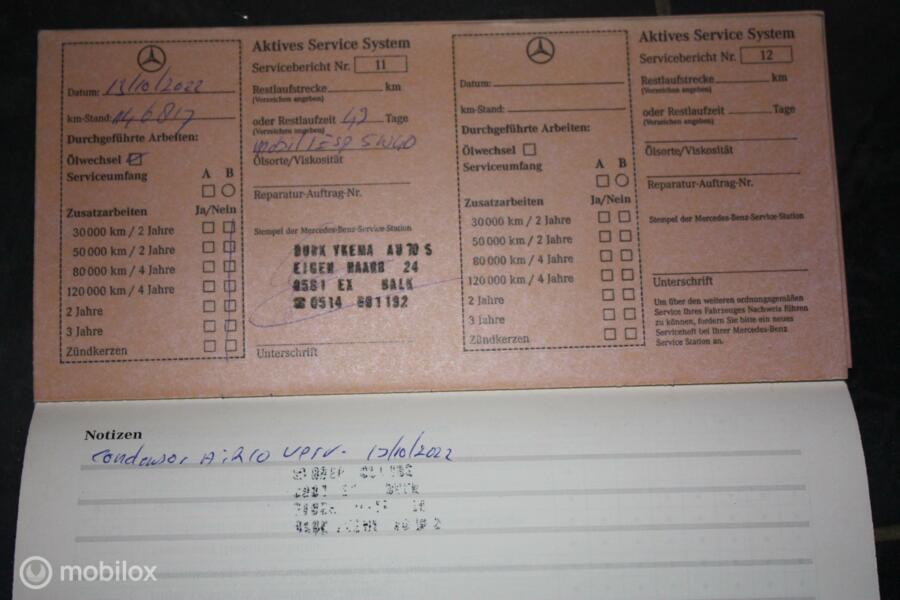 Aktives Service System
Servicebericht Nr. 11
Datum: 13/10/2022
Restlaufstrecke km
(Vorzeichen angeben)
km-Stand: 146817
oder Restlaufzeit 42 Tage
(Vorzeichen angeben)
Durchgeführte Arbeiten:
mobil 1 ESP 5W40
Ölwechsel
Ölsorte/Viskosität
Serviceumfang A B
Reparatur-Auftrag-Nr.
Zusatzarbeiten Ja/Nein
30 000 km / 2 Jahre
50 000 km / 2 Jahre
80 000 km / 4 Jahre
120 000 km / 4 Jahre
2 Jahre
3 Jahre
Zündkerzen
Stempel der Mercedes-Benz-Service-Station
DURK YKEMA AUTO S
EIGEN HAARD 24
8561 EX BALK
☎ 0514 601192
Unterschrift
Aktives Service System
Servicebericht Nr. 12
Datum:
Restlaufstrecke km
(Vorzeichen angeben)
km-Stand:
oder Restlaufzeit Tage
(Vorzeichen angeben)
Durchgeführte Arbeiten:
Ölwechsel
Ölsorte/Viskosität
Serviceumfang A B
Reparatur-Auftrag-Nr.
Zusatzarbeiten Ja/Nein
30 000 km / 2 Jahre
50 000 km / 2 Jahre
80 000 km / 4 Jahre
120 000 km / 4 Jahre
2 Jahre
3 Jahre
Zündkerzen
Stempel der Mercedes-Benz-Service-Station
Unterschrift
Um über den weiteren ordnungsgemäßen
Service Ihres Fahrzeuges Nachweis führen
zu können, fordern Sie bitte ein neues
Serviceheft bei Ihrer Mercedes-Benz
Service Station an.
Notizen
Condensor Airco verv. 13/10/2022
mobilox